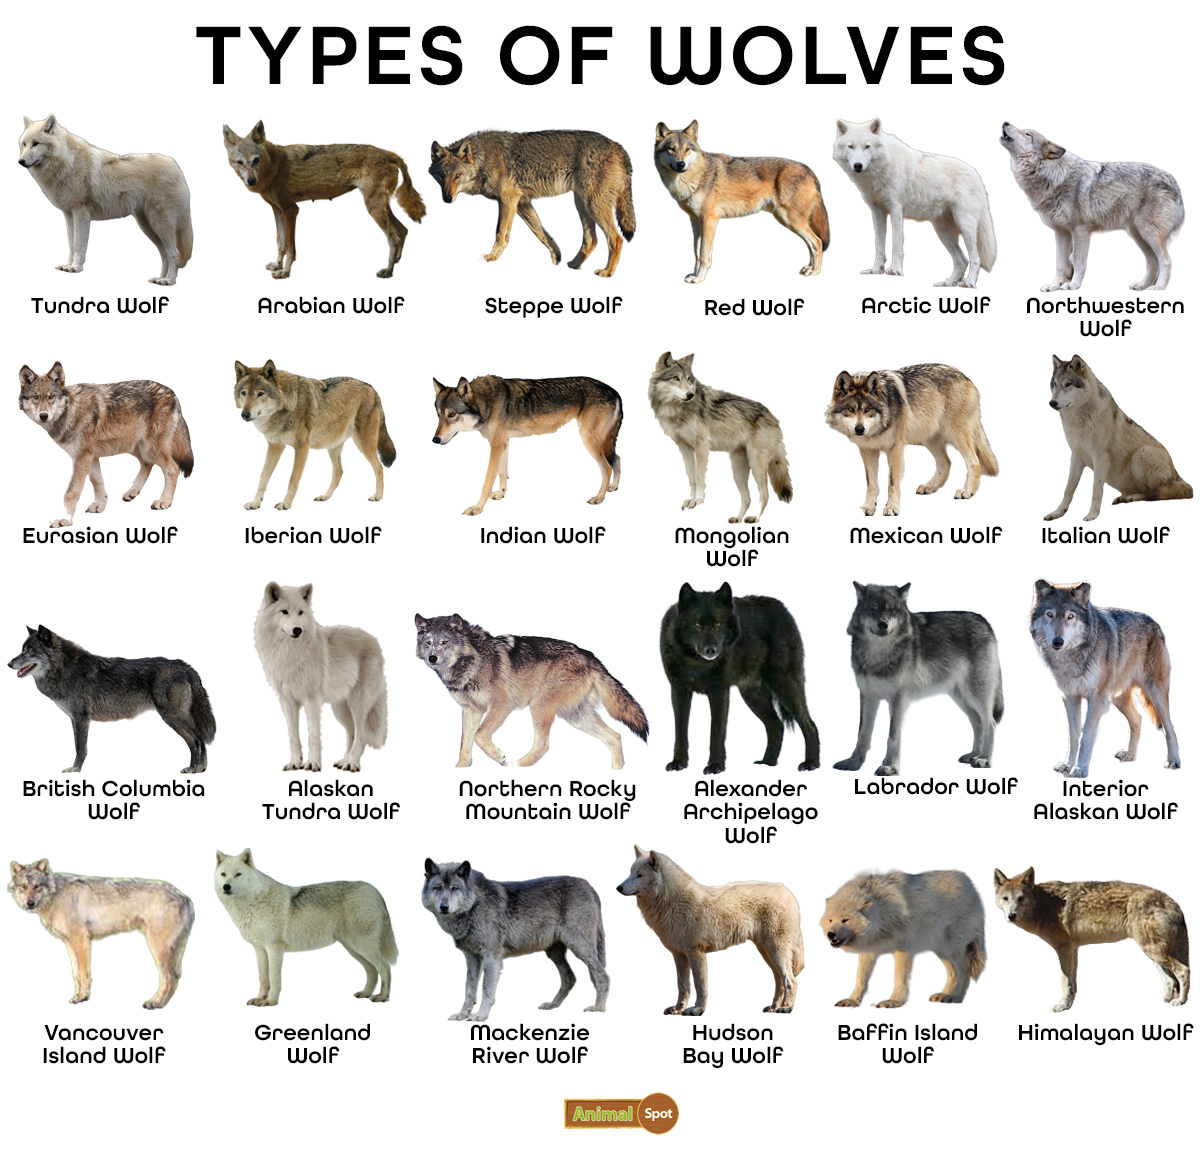 TYPES OF WOLVES
Tundra Wolf
Arabian Wolf
Steppe Wolf
Red Wolf
Arctic Wolf
Northwestern
Wolf
Eurasian Wolf
Iberian Wolf
Indian Wolf
Mongolian
Wolf
Mexican Wolf
Italian Wolf
British Columbia
Wolf
Alaskan
Tundra Wolf
Northern Rocky
Mountain Wolf
Alexander
Archipelago
Wolf
Labrador Wolf
Interior
Alaskan Wolf
Vancouver
Island Wolf
Greenland
Wolf
Mackenzie
River Wolf
Hudson
Bay Wolf
Baffin Island
Wolf
Himalayan Wolf
Animal Spot